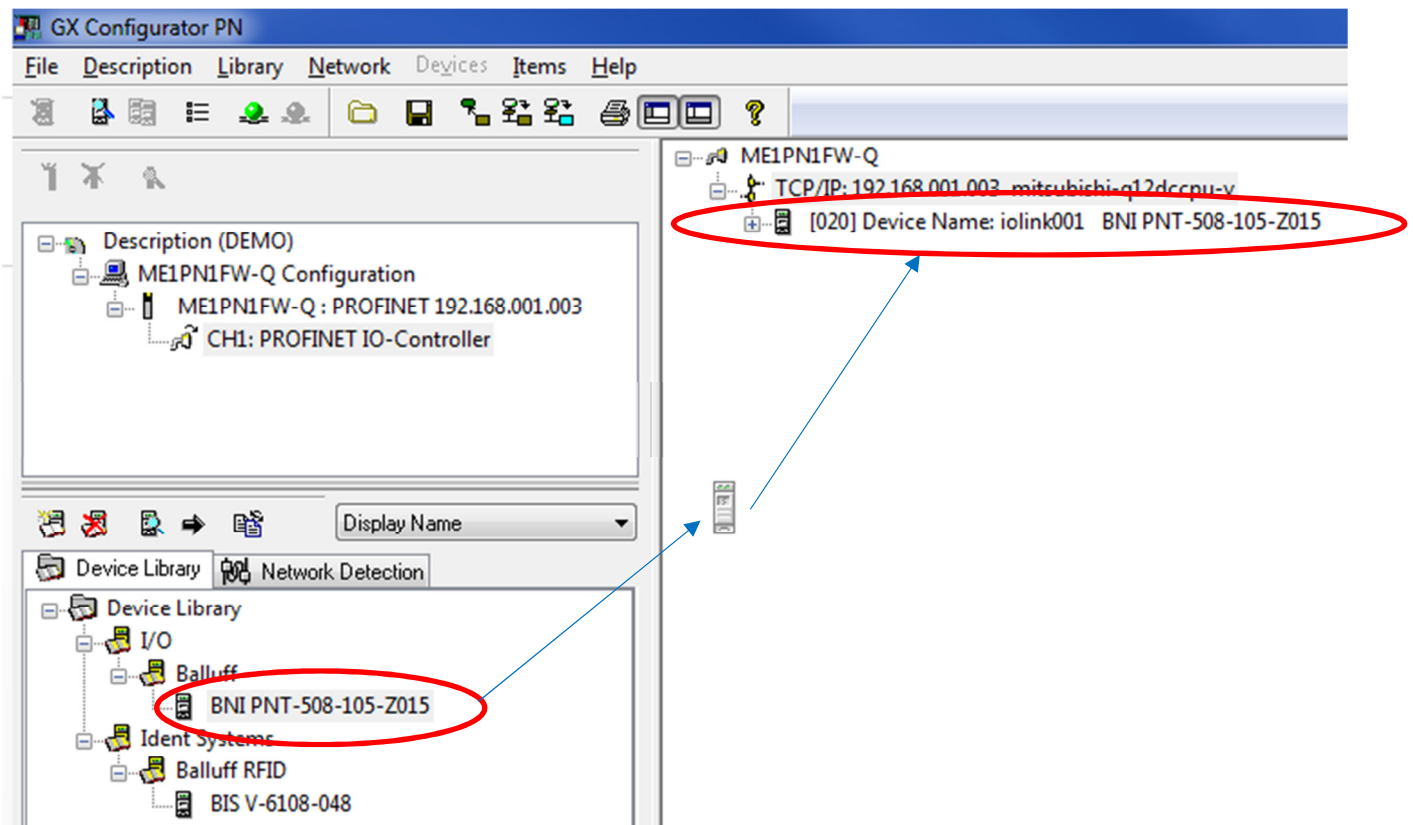 GX Configurator PN
File Description Library Network Devices Items Help
Description (DEMO)
ME1PN1FW-Q Configuration
ME1PN1FW-Q : PROFINET 192.168.001.003
CH1: PROFINET IO-Controller
Display Name
Device Library Network Detection
Device Library
I/O
Balluff
BNI PNT-508-105-Z015
Ident Systems
Balluff RFID
BIS V-6108-048
ME1PN1FW-Q
TCP/IP: 192.168.001.003 mitsubishi-q12dccpu-v
[020] Device Name: iolink001 BNI PNT-508-105-Z015